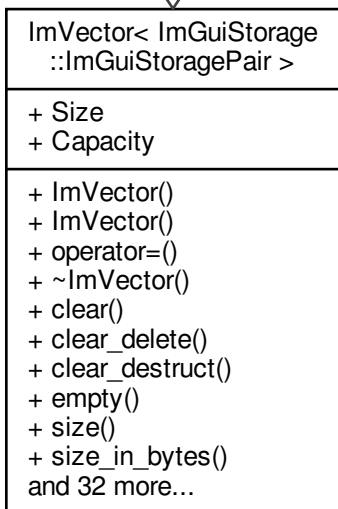 ImVector< ImGuiStorage
::ImGuiStoragePair >
+ Size
+ Capacity
+ ImVector()
+ ImVector()
+ operator=()
+ ~ImVector()
+ clear()
+ clear_delete()
+ clear_destruct()
+ empty()
+ size()
+ size_in_bytes()
and 32 more...